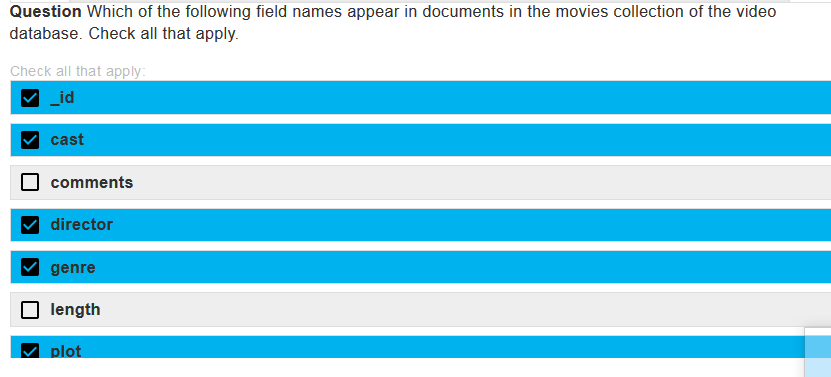 Question Which of the following field names appear in documents in the movies collection of the video
database. Check all that apply.
Check all that apply:
_id
cast
comments
director
genre
length
plot